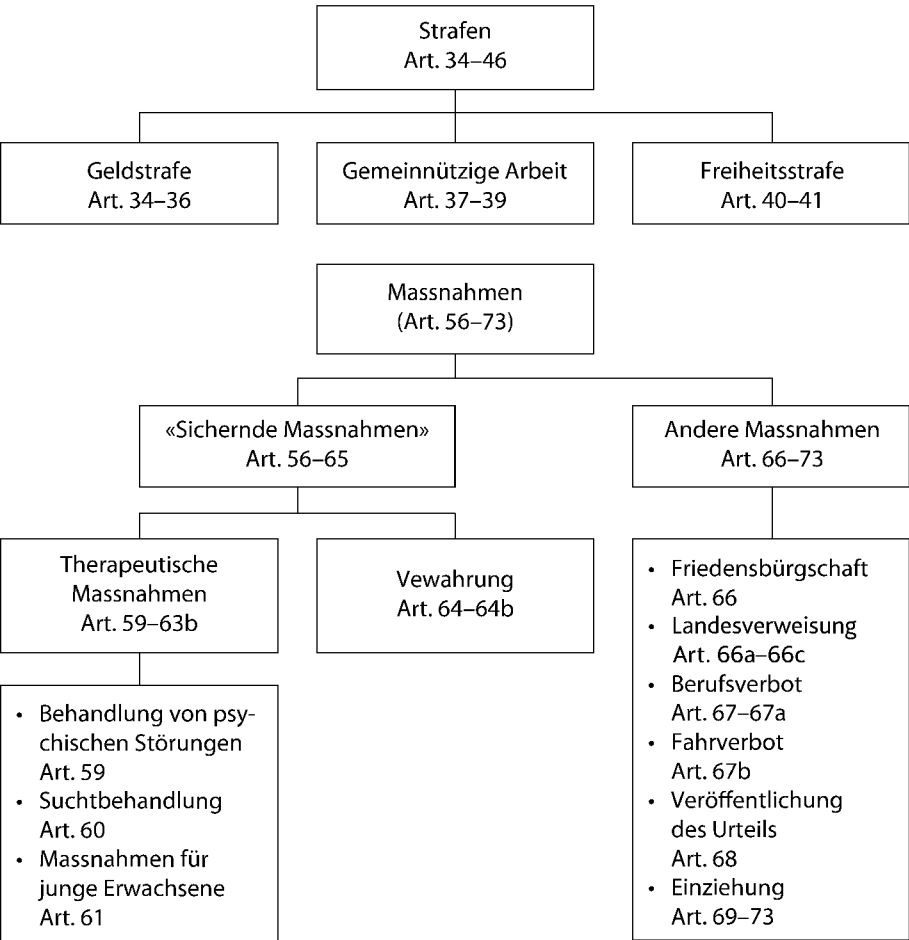 Strafen
Art. 34–46
Geldstrafe
Art. 34–36
Gemeinnützige Arbeit
Art. 37–39
Freiheitsstrafe
Art. 40–41
Massnahmen
(Art. 56–73)
«Sichernde Massnahmen»
Art. 56–65
Andere Massnahmen
Art. 66–73
Therapeutische
Massnahmen
Art. 59–63b
Vewahrung
Art. 64–64b
• Behandlung von psy-
chischen Störungen
Art. 59
• Suchtbehandlung
Art. 60
• Massnahmen für
junge Erwachsene
Art. 61
• Friedensbürgschaft
Art. 66
• Landesverweisung
Art. 66a–66c
• Berufsverbot
Art. 67–67a
• Fahrverbot
Art. 67b
• Veröffentlichung
des Urteils
Art. 68
• Einziehung
Art. 69–73